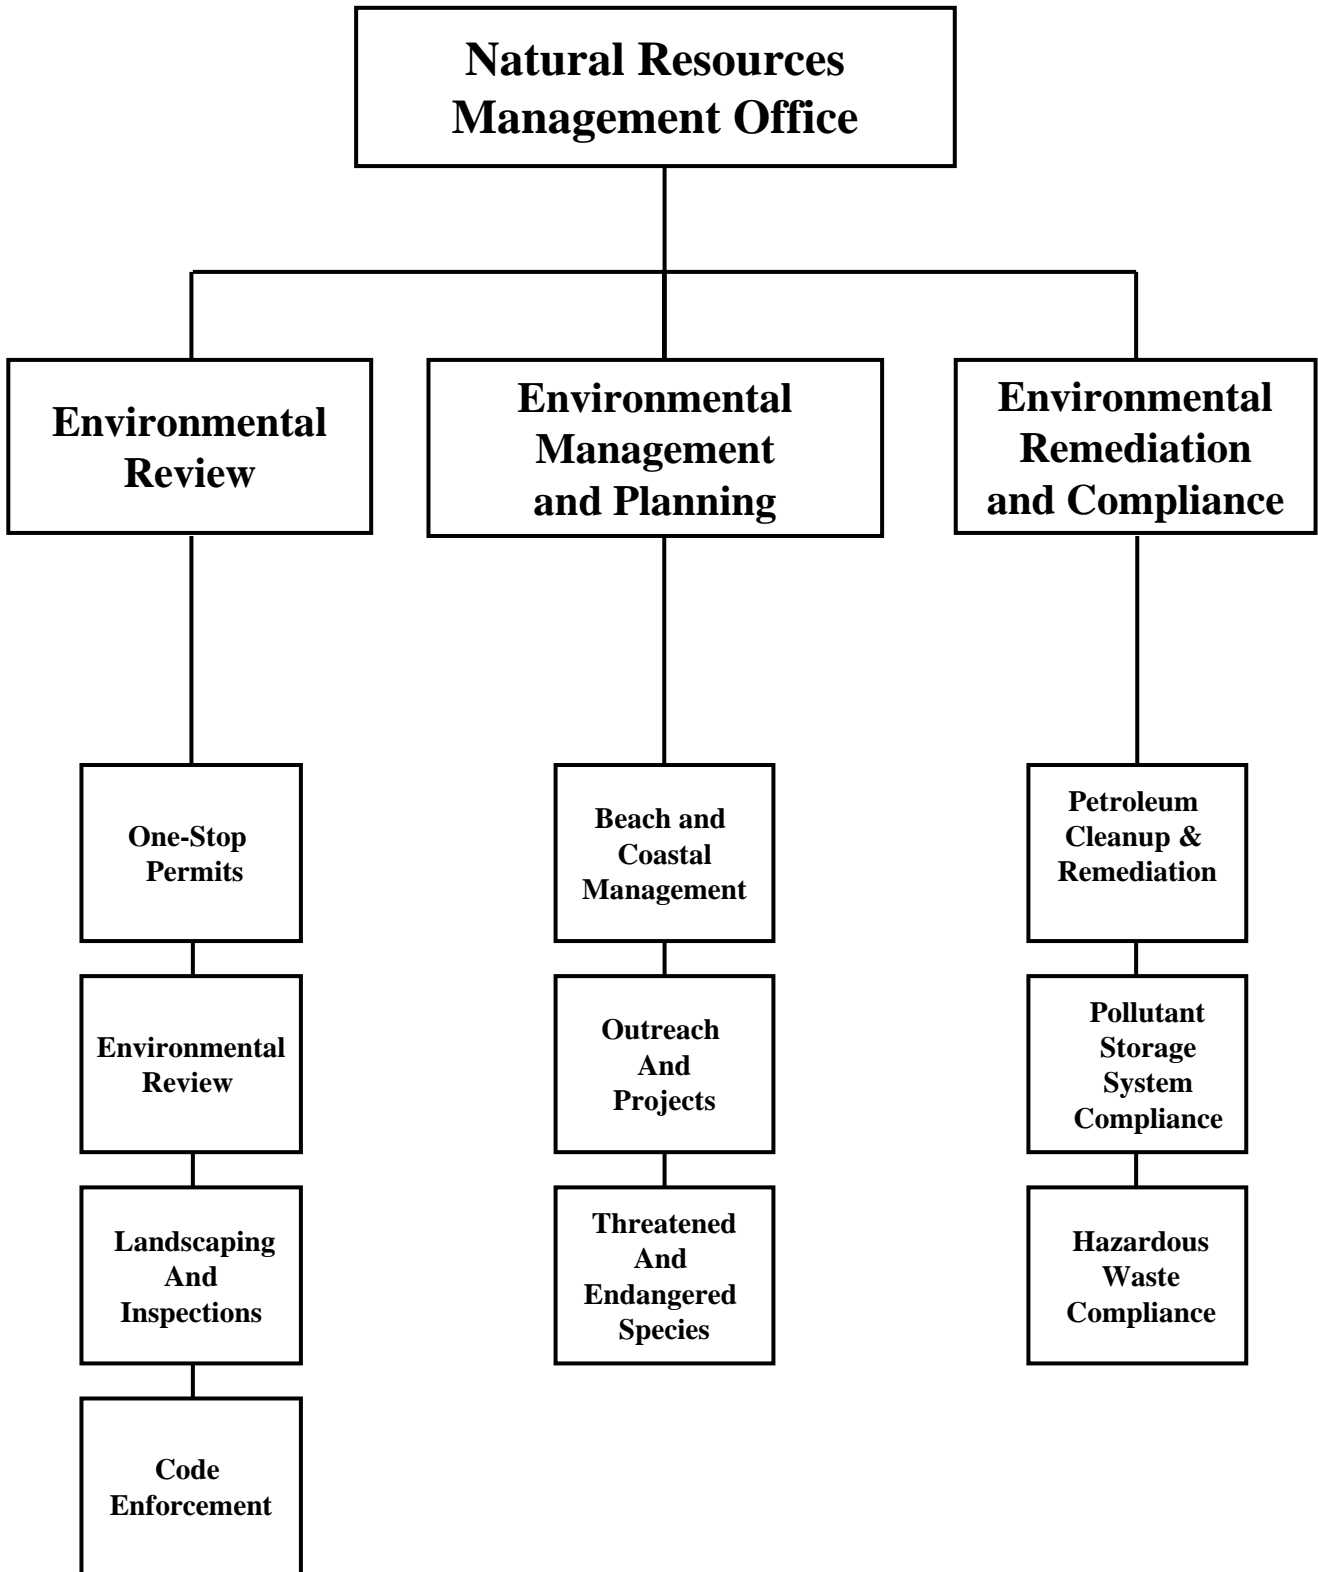 Natural Resources
Management Office
Environmental
Review
Environmental
Management
and Planning
Environmental
Remediation
and Compliance
One-Stop
Permits
Environmental
Review
Landscaping
And
Inspections
Code
Enforcement
Beach and
Coastal
Management
Outreach
And
Projects
Threatened
And
Endangered
Species
Petroleum
Cleanup &
Remediation
Pollutant
Storage
System
Compliance
Hazardous
Waste
Compliance